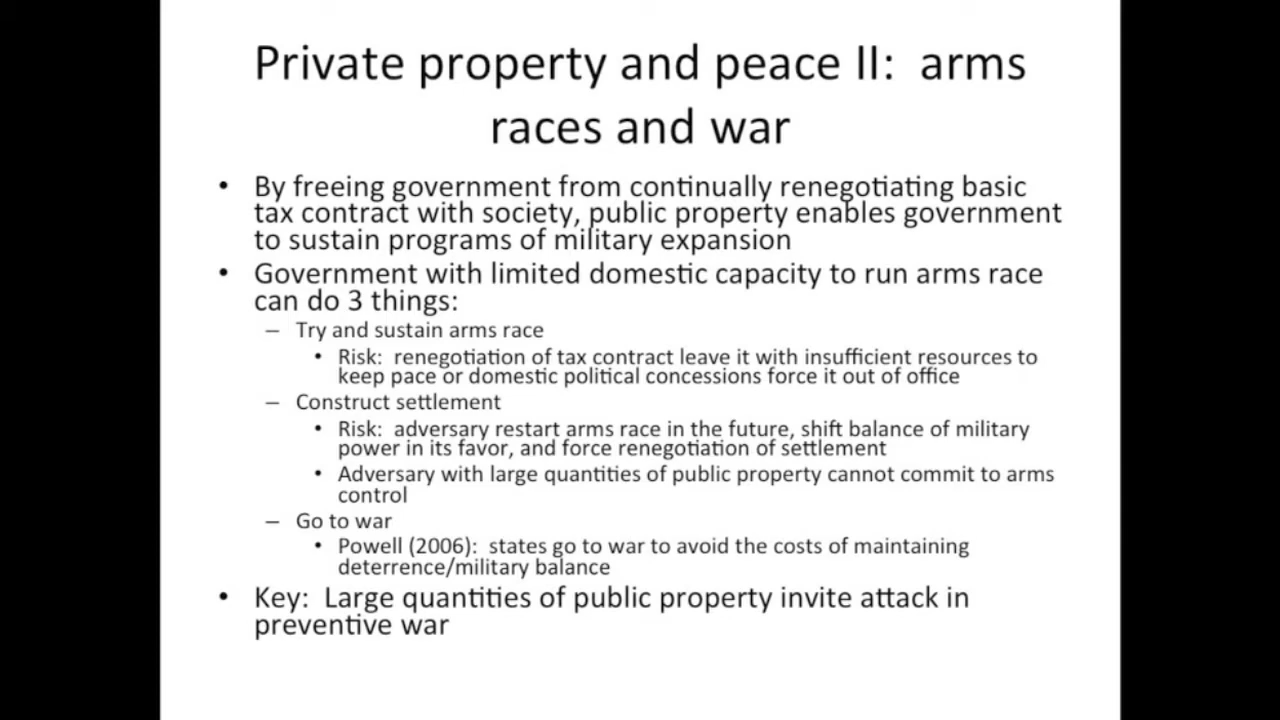 Private property and peace II:  arms
races and war
• By freeing government from continually renegotiating basic
tax contract with society, public property enables government
to sustain programs of military expansion
• Government with limited domestic capacity to run arms race
can do 3 things:
– Try and sustain arms race
• Risk:  renegotiation of tax contract leave it with insufficient resources to
keep pace or domestic political concessions force it out of office
– Construct settlement
• Risk:  adversary restart arms race in the future, shift balance of military
power in its favor, and force renegotiation of settlement
• Adversary with large quantities of public property cannot commit to arms
control
– Go to war
• Powell (2006):  states go to war to avoid the costs of maintaining
deterrence/military balance
• Key:  Large quantities of public property invite attack in
preventive war